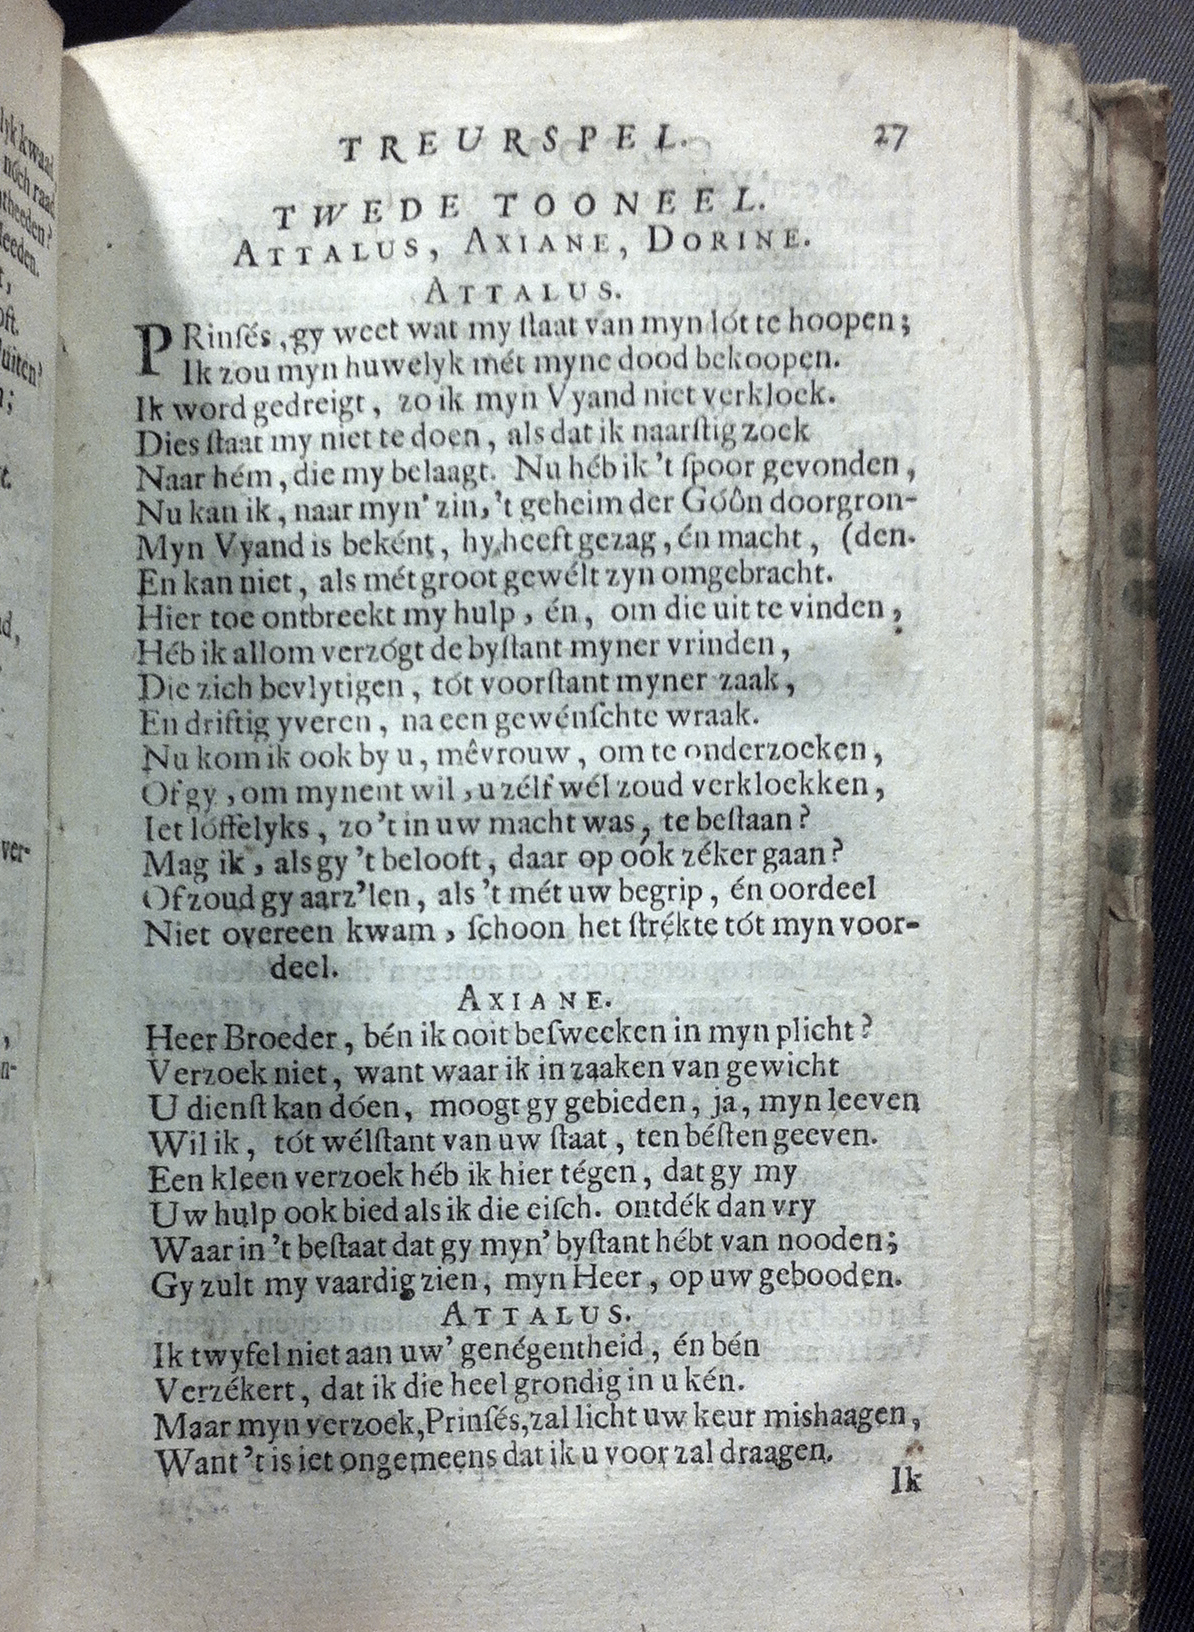 TREURSPEL. 27
TWEDE TOONEEL.
ATTALUS, AXIANE, DORINE.
ATTALUS.
PRinſés, gy weet wat my ſtaat van myn lót te hoopen;
Ik zou myn huwelyk mét myne dood bekoopen.
Ik word gedreigt, zo ik myn Vyand niet verkloek.
Dies ſtaat my niet te doen, als dat ik naarſtig zoek
Naar hém, die my belaagt. Nu héb ik 't ſpoor gevonden,
Nu kan ik, naar myn' zin, 't geheim der Góôn doorgron-
Myn Vyand is beként, hy heeft gezag, én macht, (den.
En kan niet, als mét groot gewélt zyn omgebracht.
Hier toe ontbreekt my hulp, én, om die uit te vinden,
Héb ik allom verzógt de byſtant myner vrinden,
Die zich bevlytigen, tót voorſtant myner zaak,
En driftig yveren, na een gewénſchte wraak.
Nu kom ik ook by u, mêvrouw, om te onderzoeken,
Of gy, om mynent wil, u zélf wél zoud verkloekken,
Iet lóffelyks, zo 't in uw macht was, te beſtaan?
Mag ik, als gy 't belooft, daar op oók zéker gaan?
Of zoud gy aarz'len, als 't mét uw begrip, én oordeel
Niet overeen kwam, ſchoon het ſtrékte tót myn voor-
deel.
AXIANE.
Heer Broeder, bén ik ooit beſweeken in myn plicht?
Verzoek niet, want waar ik in zaaken van gewicht
U dienſt kan dóen, moogt gy gebieden, ja, myn leeven
Wil ik, tót wélſtant van uw ſtaat, ten béſten geeven.
Een kleen verzoek héb ik hier tégen, dat gy my
Uw hulp ook bied als ik die eiſch. ontdék dan vry
Waar in 't beſtaat dat gy myn' byſtant hébt van nooden;
Gy zult my vaardig zien, myn Heer, op uw gebooden.
ATTALUS.
Ik twyfel niet aan uw' genégentheid, én bén
Verzékert, dat ik die heel grondig in u kén.
Maar myn verzoek, Prinſés, zal licht uw keur mishaagen,
Want 't is iet ongemeens dat ik u voor zal draagen.
Ik